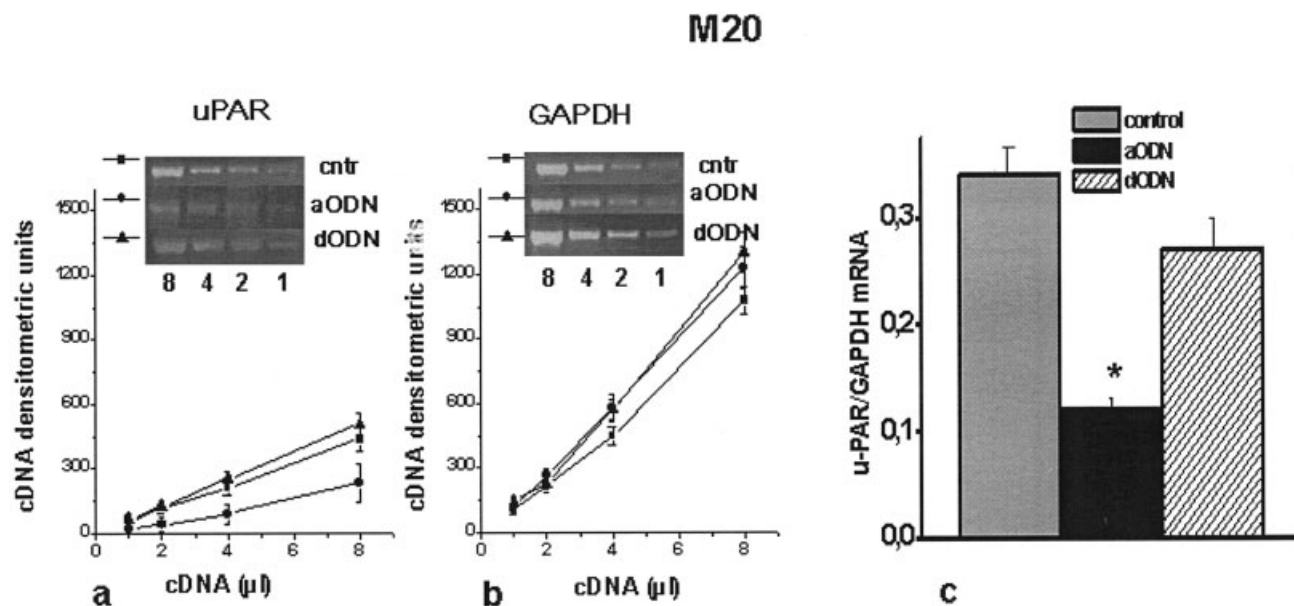 M20
uPAR
cntr
aODN
dODN
8 4 2 1
1500
1200
900
600
300
0
0 2 4 6 8
cDNA densitometric units
cDNA (µl)
a
GAPDH
cntr
aODN
dODN
8 4 2 1
1500
1200
900
600
300
0
0 2 4 6 8
cDNA densitometric units
cDNA (µl)
b
control
aODN
dODN
0,3
0,2
0,1
0,0
*
u-PAR/GAPDH mRNA
c